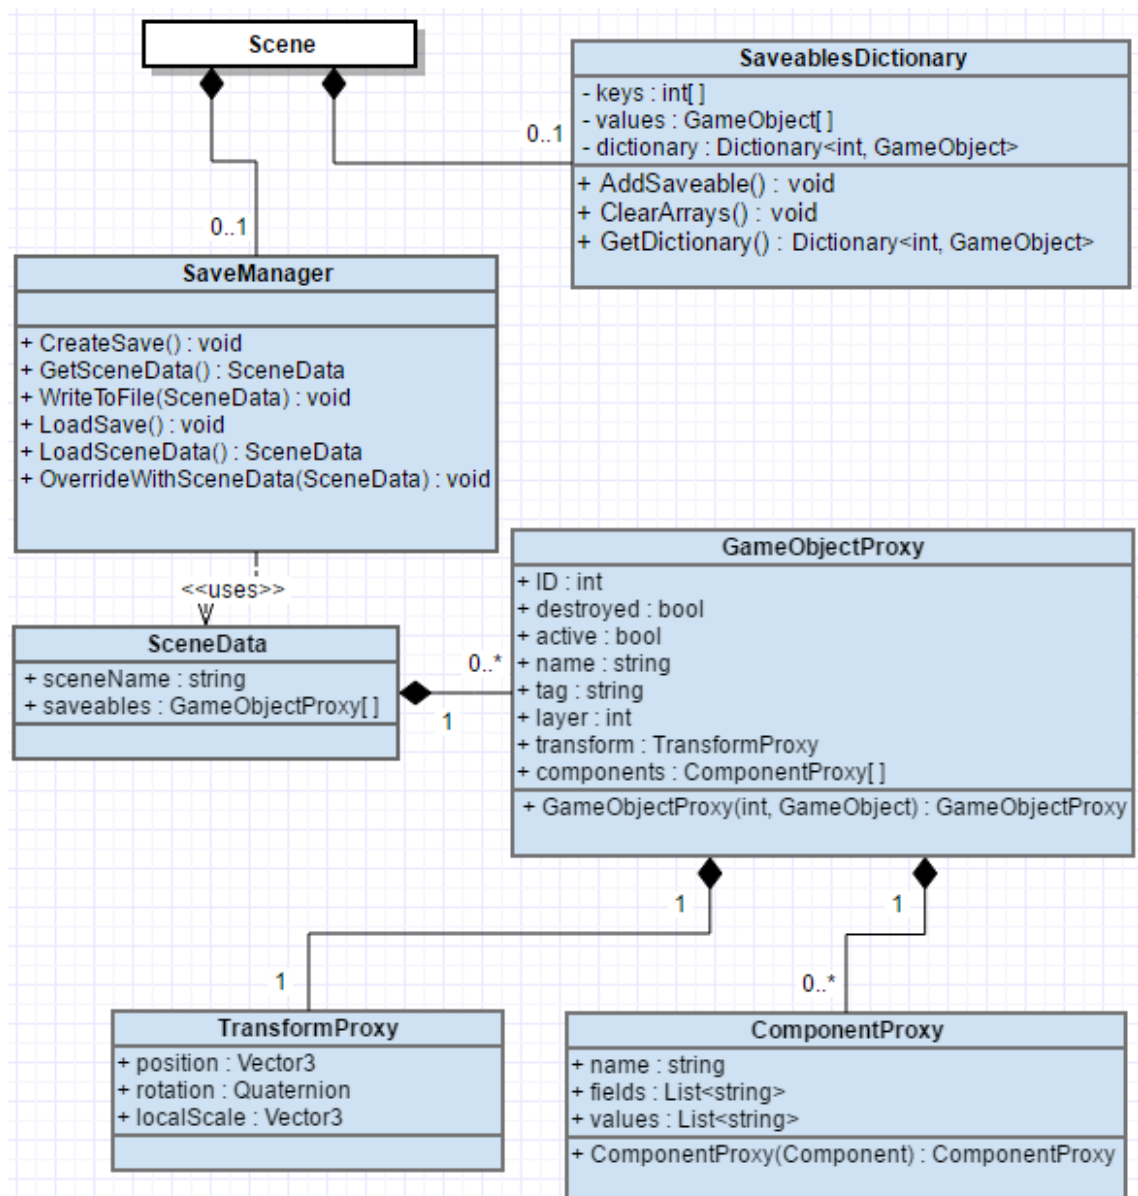 Scene
SaveablesDictionary
- keys : int[ ]
- values : GameObject[ ]
- dictionary : Dictionary<int, GameObject>
+ AddSaveable() : void
+ ClearArrays() : void
+ GetDictionary() : Dictionary<int, GameObject>
0..1
0..1
SaveManager
+ CreateSave() : void
+ GetSceneData() : SceneData
+ WriteToFile(SceneData) : void
+ LoadSave() : void
+ LoadSceneData() : SceneData
+ OverrideWithSceneData(SceneData) : void
<<uses>>
SceneData
+ sceneName : string
+ saveables : GameObjectProxy[ ]
0..*
1
GameObjectProxy
+ ID : int
+ destroyed : bool
+ active : bool
+ name : string
+ tag : string
+ layer : int
+ transform : TransformProxy
+ components : ComponentProxy[ ]
+ GameObjectProxy(int, GameObject) : GameObjectProxy
1
1
1
0..*
TransformProxy
+ position : Vector3
+ rotation : Quaternion
+ localScale : Vector3
ComponentProxy
+ name : string
+ fields : List<string>
+ values : List<string>
+ ComponentProxy(Component) : ComponentProxy